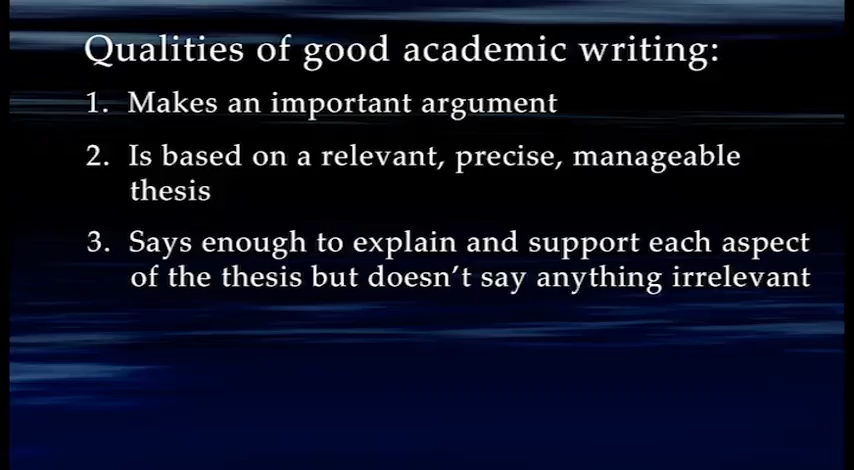 Qualities of good academic writing:
1. Makes an important argument
2. Is based on a relevant, precise, manageable
thesis
3. Says enough to explain and support each aspect
of the thesis but doesn't say anything irrelevant